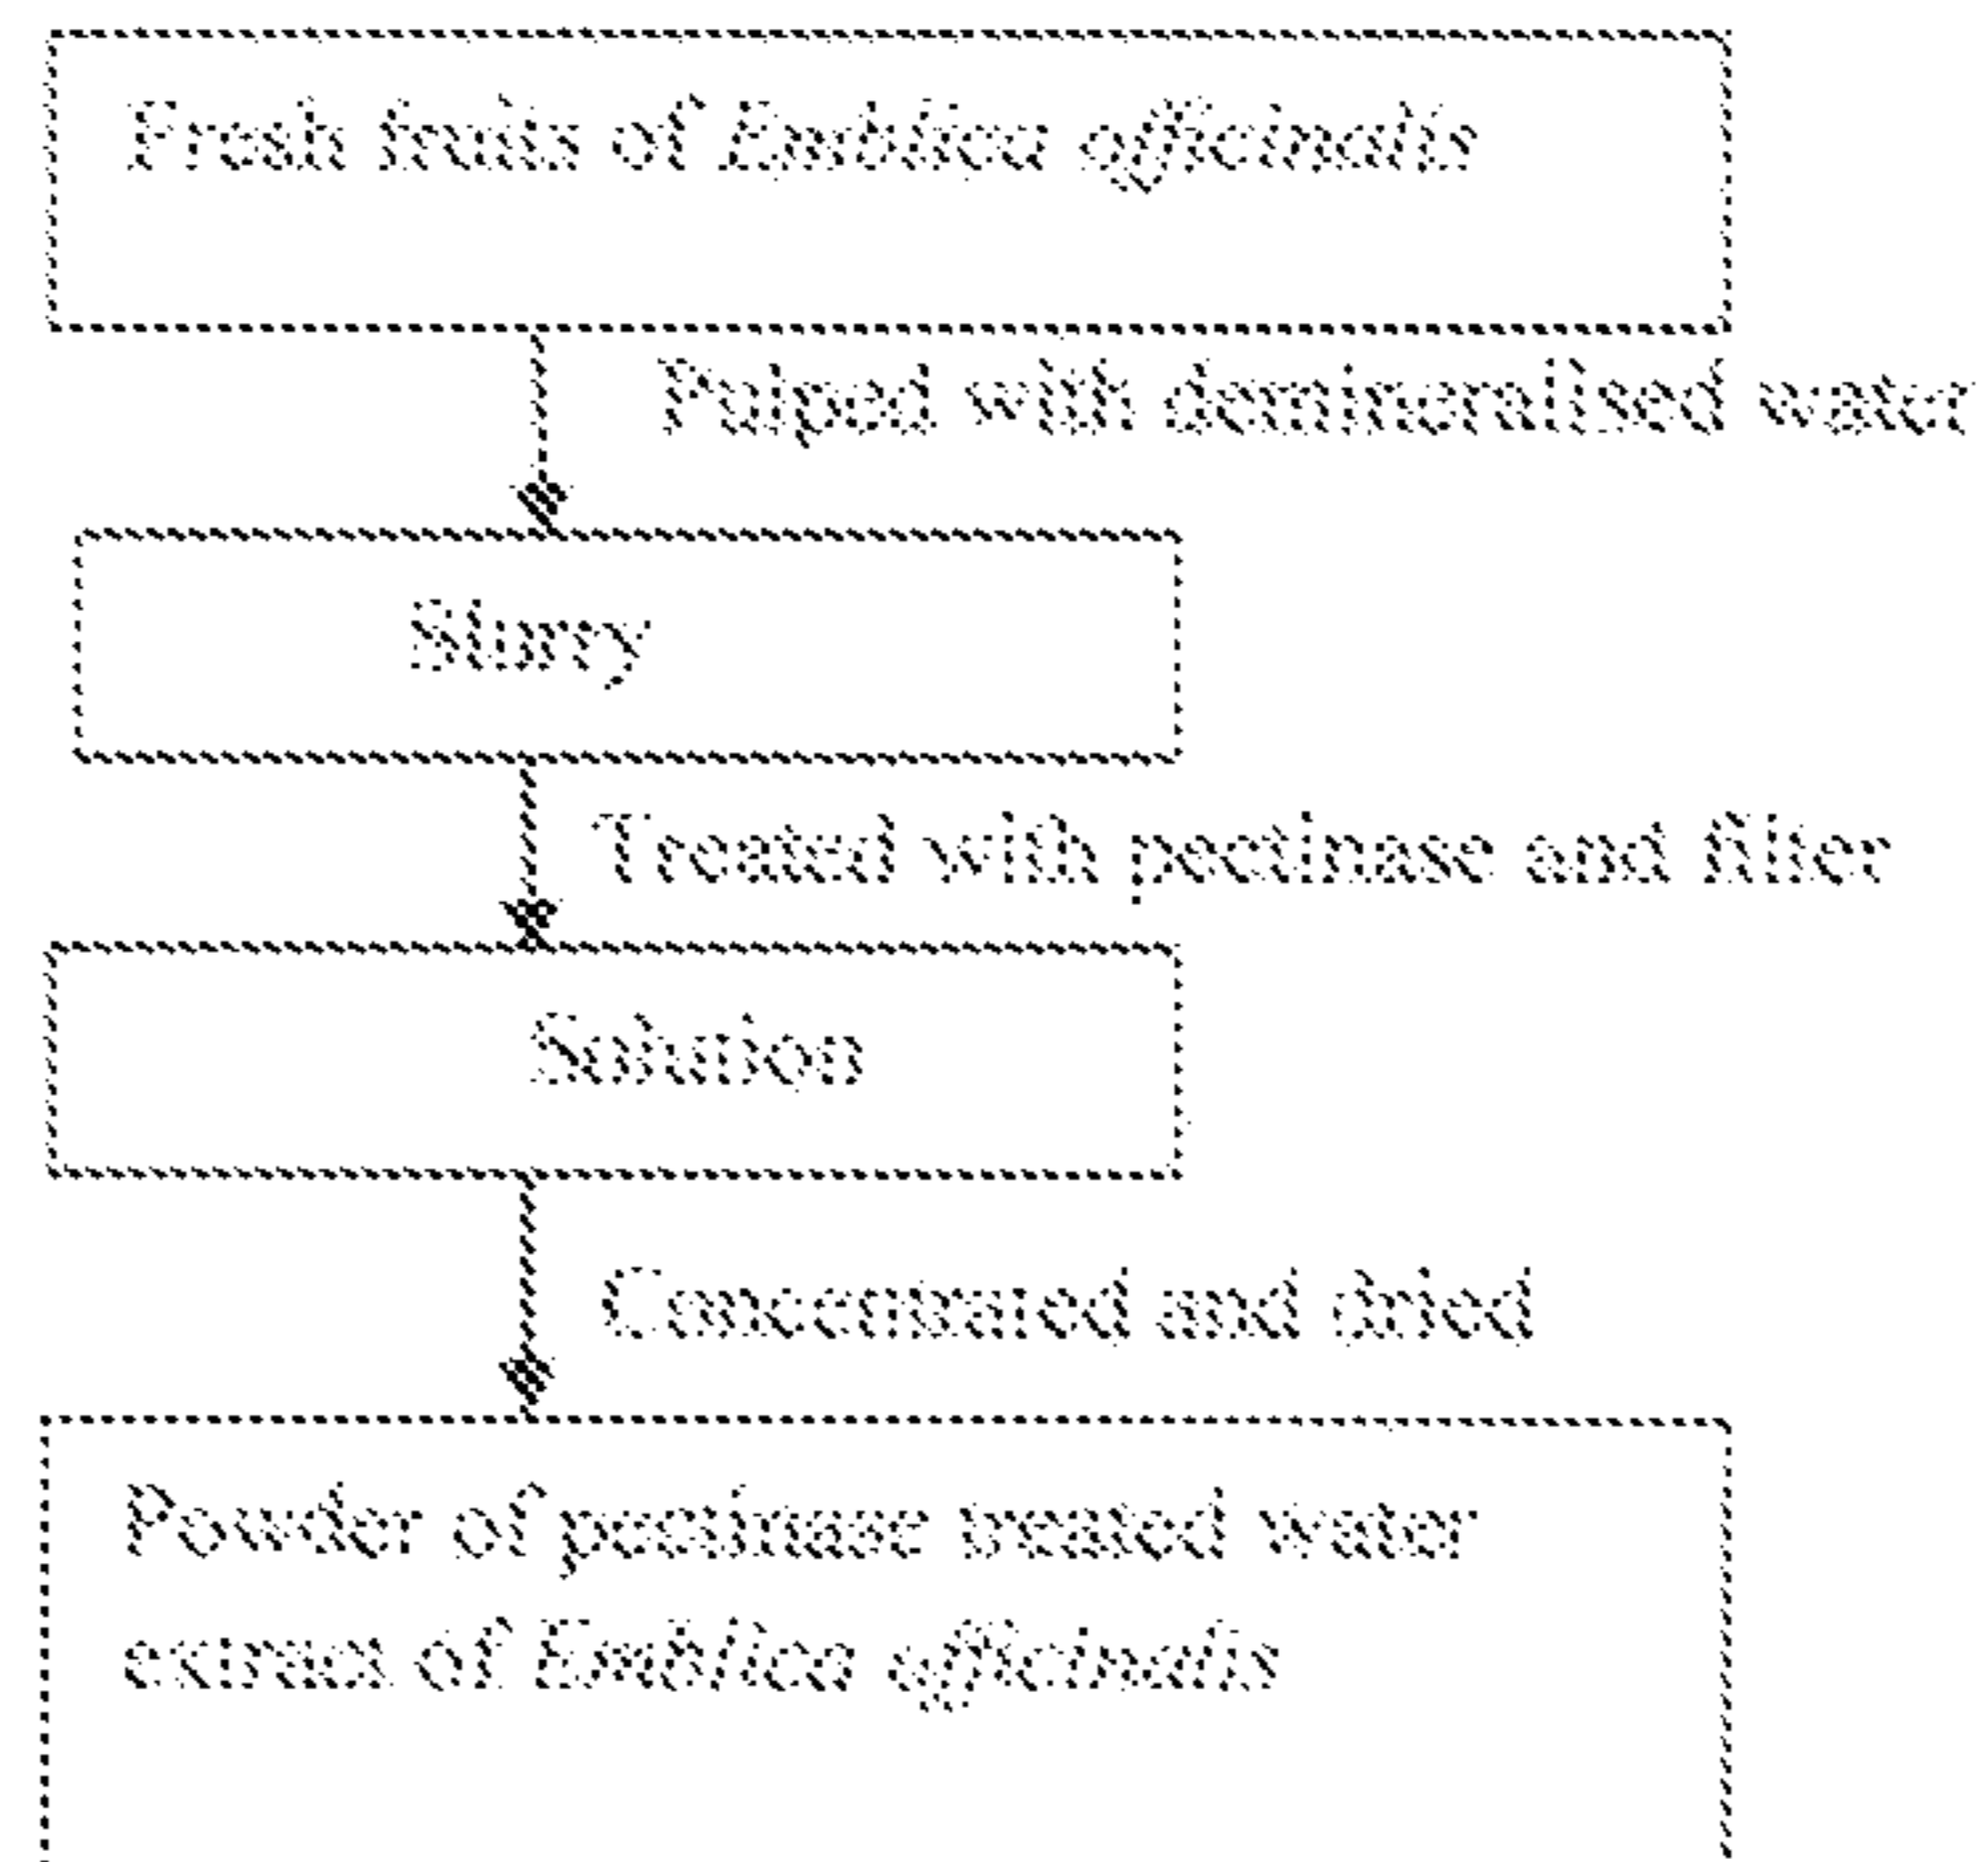 Fresh fruits of Emblica officinalis
Pulped with demineralised water
Slurry
Treated with pectinase and filter
Solution
Concentrated and dried
Powder of pectinase treated water
extract of Emblica officinalis